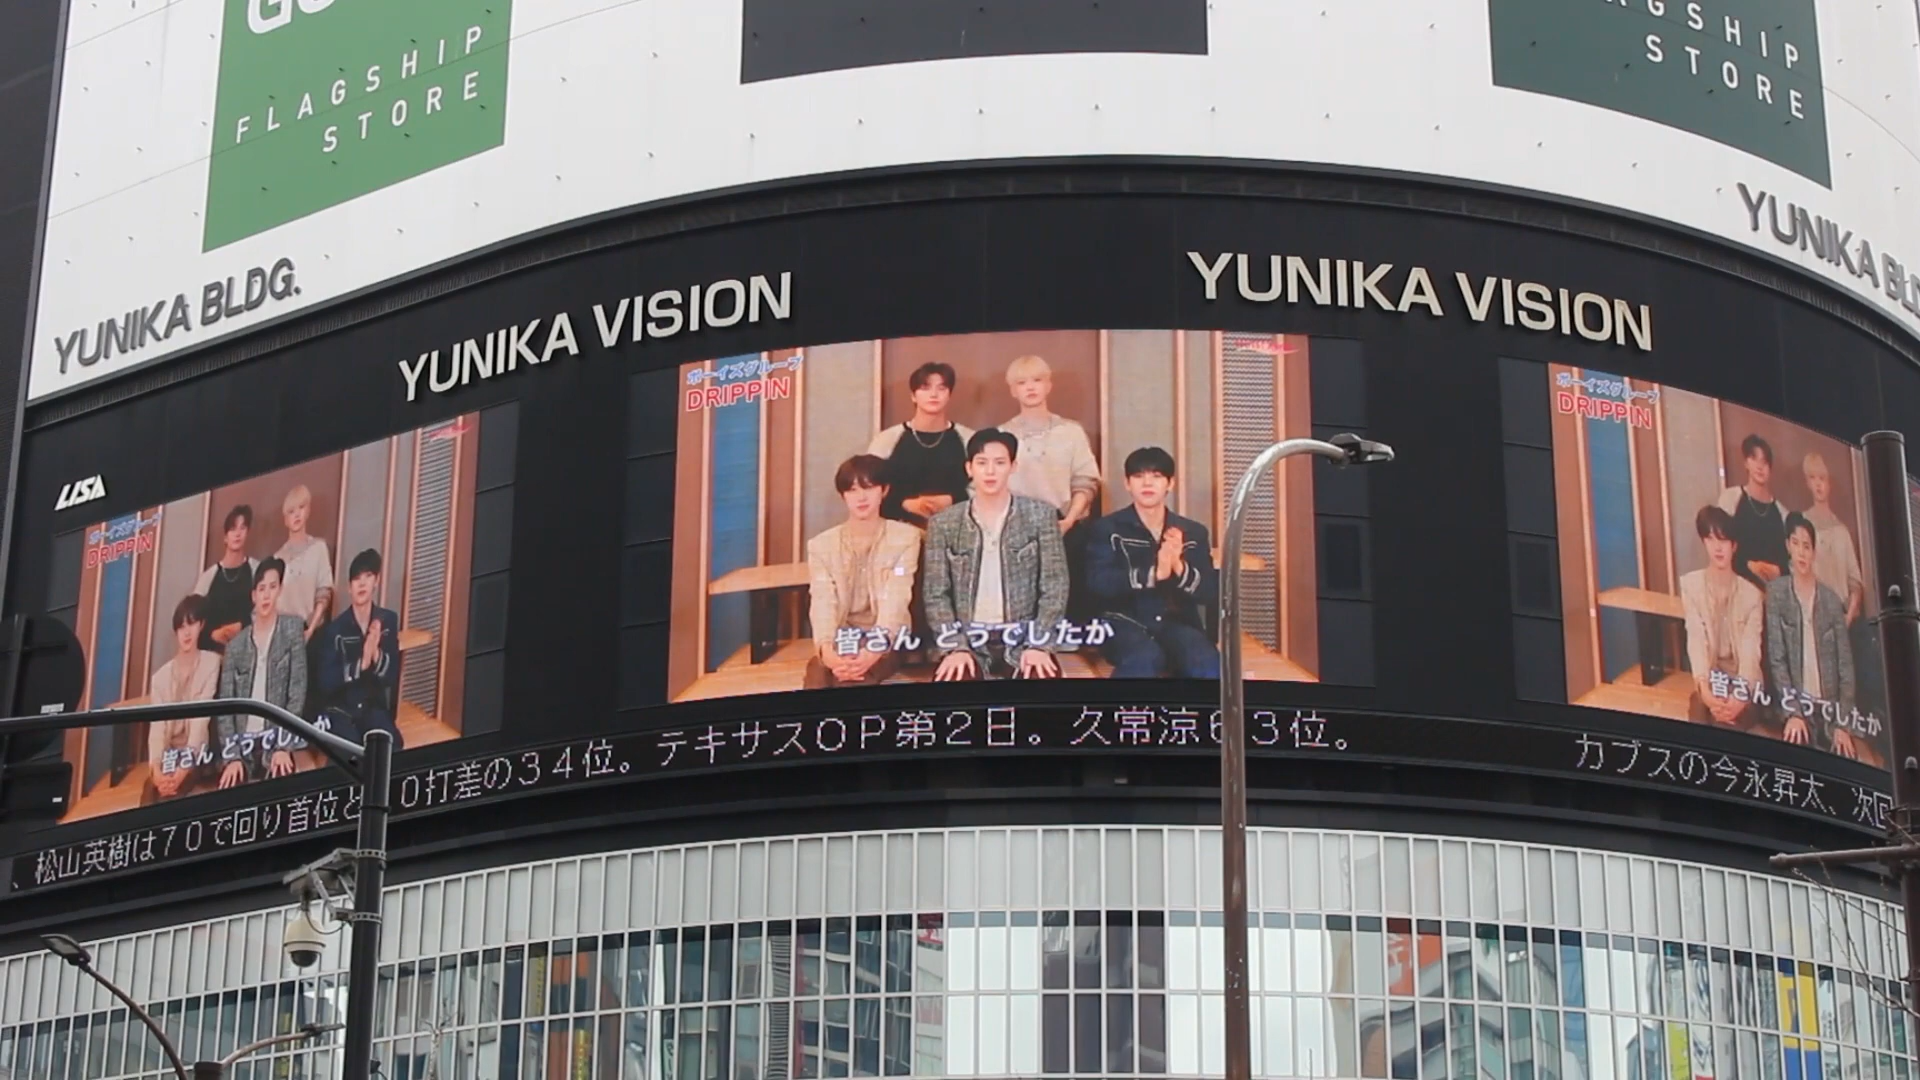 FLAGSHIP
STORE
FLAGSHIP
STORE
YUNIKA BLDG.
YUNIKA VISION
YUNIKA VISION
YUNIKA
LISA
ボーイズグループ
DRIPPIN
皆さん どうでしたか
ボーイズグループ
DRIPPIN
皆さん どうでしたか
ボーイズグループ
DRIPPIN
皆さん どうでしたか
、松山英樹は70で回り首位と10打差の34位。テキサスOP第2日。久常涼63位。
カブスの今永昇太、次回